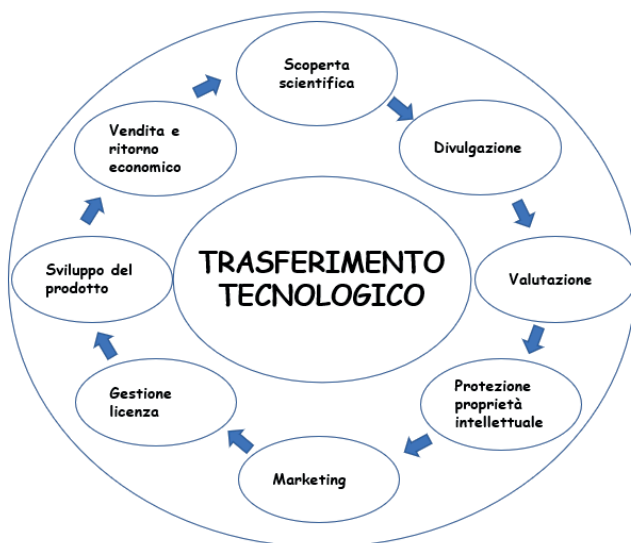 Scoperta
scientifica
Divulgazione
Valutazione
Protezione
proprietà
intellettuale
Marketing
Gestione
licenza
Sviluppo del
prodotto
Vendita e
ritorno
economico
TRASFERIMENTO
TECNOLOGICO